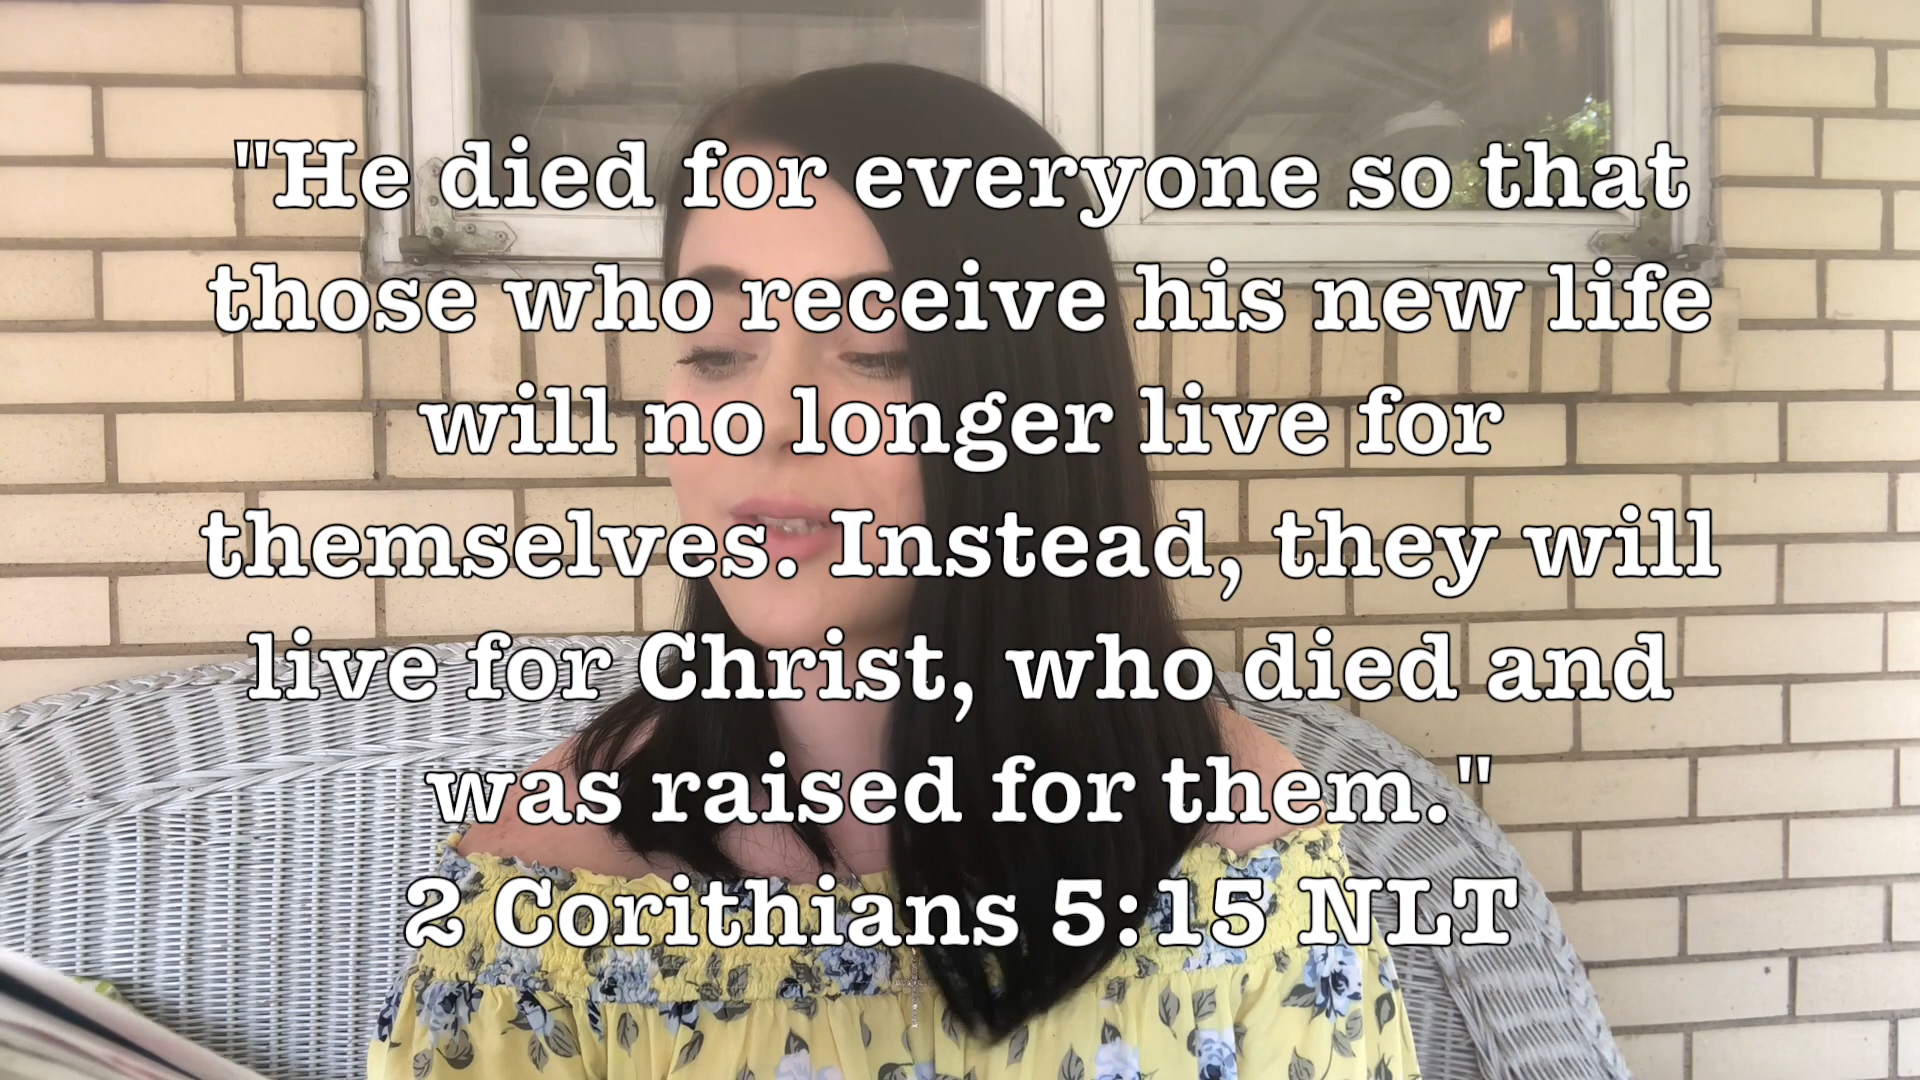 "He died for everyone so that
those who receive his new life
will no longer live for
themselves. Instead, they will
live for Christ, who died and
was raised for them."
2 Corithians 5:15 NLT